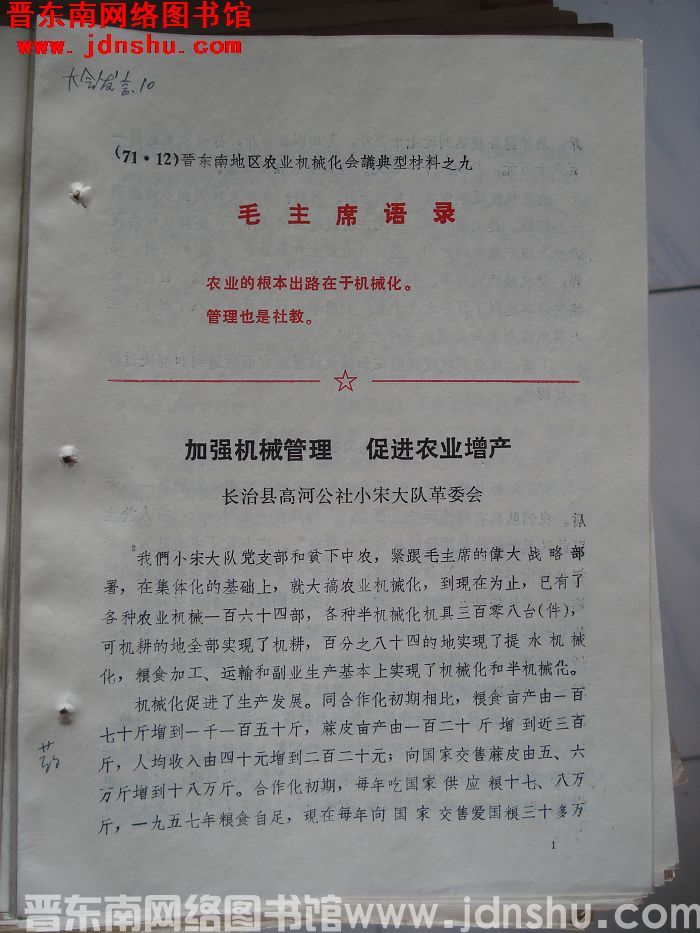 晋东南网络图书馆
www.jdnshu.com
大会发言.10
(71·12)晋东南地区农业机械化会議典型材料之九
毛主席语录
农业的根本出路在于机械化。
管理也是社教。
加强机械管理 促进农业增产
长治县高河公社小宋大队革委会
我們小宋大队党支部和貧下中农，紧跟毛主席的偉大战略部
署，在集体化的基础上，就大搞农业机械化，到现在为止，已有了
各种农业机械一百六十四部，各种半机械化机具三百零八台(件)，
可机耕的地全部实现了机耕，百分之八十四的地实现了提水机械
化，粮食加工、运輸和副业生产基本上实现了机械化和半机械化。
机械化促进了生产发展。同合作化初期相比，粮食亩产由一百
七十斤增到一千一百五十斤，蔴皮亩产由一百二十斤增到近三百
斤，人均收入由四十元增到二百二十元；向国家交售蔴皮由五、六
万斤增到十八万斤。合作化初期，每年吃国家供应粮十七、八万
斤，一九五七年粮食自足，现在每年向国家交售爱国粮三十多万
1
晋东南网络图书馆 www.jdnshu.com